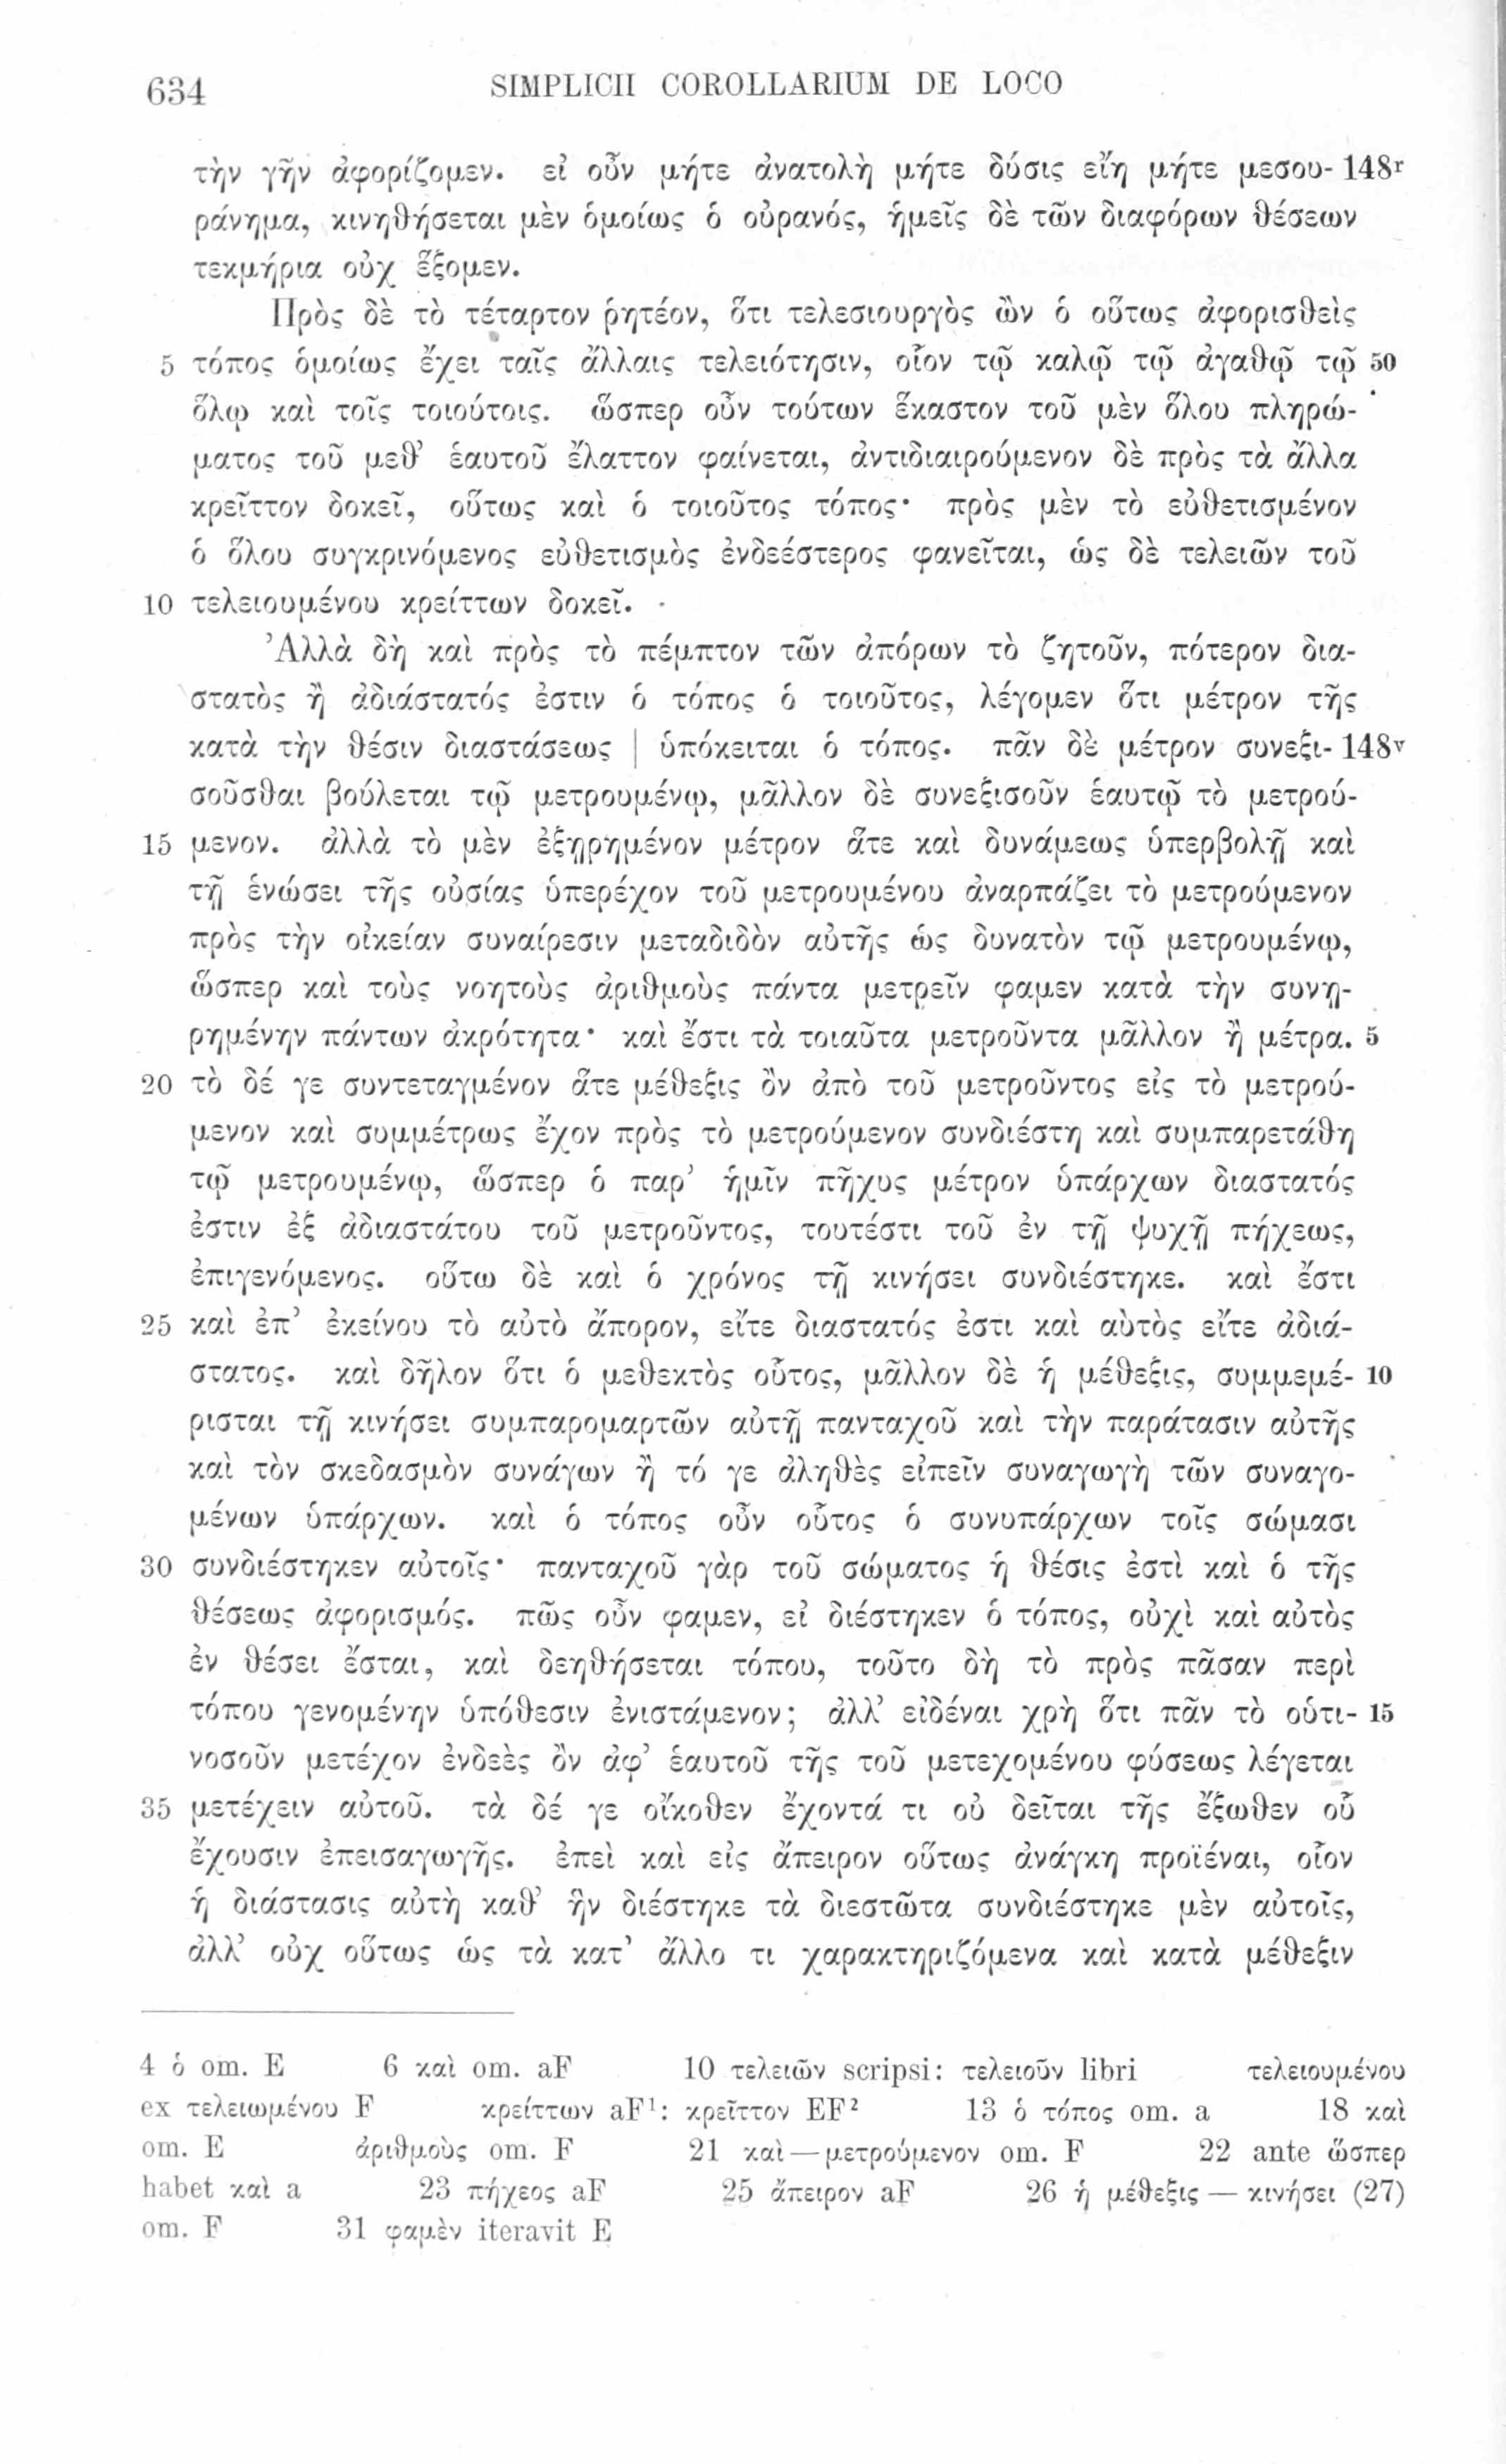 634 SIMPLICII COROLLARIUM DE LOCO
τὴν γῆν ἀφορίζομεν. εἰ οὖν μήτε ἀνατολὴ μήτε δύσις εἴη μήτε μεσου- 148r
ράνημα, κινηθήσεται μὲν ὁμοίως ὁ οὐρανός, ἡμεῖς δὲ τῶν διαφόρων θέσεων
τεκμήρια οὐχ ἕξομεν.
Πρὸς δὲ τὸ τέταρτον ῥητέον, ὅτι τελεσιουργὸς ὢν ὁ οὕτως ἀφορισθεὶς
5 τόπος ὁμοίως ἔχει ταῖς ἄλλαις τελειότησιν, οἷον τῷ καλῷ τῷ ἀγαθῷ τῷ 50
ὅλῳ καὶ τοῖς τοιούτοις. ὥσπερ οὖν τούτων ἕκαστον τοῦ μὲν ὅλου πληρώ-
ματος τοῦ μεθ’ ἑαυτοῦ ἔλαττον φαίνεται, ἀντιδιαιρούμενον δὲ πρὸς τὰ ἄλλα
κρεῖττον δοκεῖ, οὕτως καὶ ὁ τοιοῦτος τόπος· πρὸς μὲν τὸ εὐθετισμένον
ὁ ὅλου συγκρινόμενος εὐθετισμὸς ἐνδεέστερος φανεῖται, ὡς δὲ τελειῶν τοῦ
10 τελειουμένου κρείττων δοκεῖ.
Ἀλλὰ δὴ καὶ πρὸς τὸ πέμπτον τῶν ἀπόρων τὸ ζητοῦν, πότερον δια-
στατὸς ἢ ἀδιάστατός ἐστιν ὁ τόπος ὁ τοιοῦτος, λέγομεν ὅτι μέτρον τῆς
κατὰ τὴν θέσιν διαστάσεως | ὑπόκειται ὁ τόπος. πᾶν δὲ μέτρον συνεξι- 148v
σοῦσθαι βούλεται τῷ μετρουμένῳ, μᾶλλον δὲ συνεξισοῦν ἑαυτῷ τὸ μετρού-
15 μενον. ἀλλὰ τὸ μὲν ἐξῃρημένον μέτρον ἅτε καὶ δυνάμεως ὑπερβολῇ καὶ
τῇ ἑνώσει τῆς οὐσίας ὑπερέχον τοῦ μετρουμένου ἀναρπάζει τὸ μετρούμενον
πρὸς τὴν οἰκείαν συναίρεσιν μεταδιδὸν αὐτῆς ὡς δυνατὸν τῷ μετρουμένῳ,
ὥσπερ καὶ τοὺς νοητοὺς ἀριθμοὺς πάντα μετρεῖν φαμεν κατὰ τὴν συνῃ-
ρημένην πάντων ἀκρότητα· καὶ ἔστι τὰ τοιαῦτα μετροῦντα μᾶλλον ἢ μέτρα. 5
20 τὸ δέ γε συντεταγμένον ἅτε μέθεξις ὂν ἀπὸ τοῦ μετροῦντος εἰς τὸ μετρού-
μενον καὶ συμμέτρως ἔχον πρὸς τὸ μετρούμενον συνδιέστη καὶ συμπαρετάθη
τῷ μετρουμένῳ, ὥσπερ ὁ παρ’ ἡμῖν πῆχυς μέτρον ὑπάρχων διαστατός
ἐστιν ἐξ ἀδιαστάτου τοῦ μετροῦντος, τουτέστι τοῦ ἐν τῇ ψυχῇ πήχεως,
ἐπιγενόμενος. οὕτω δὲ καὶ ὁ χρόνος τῇ κινήσει συνδιέστηκε. καὶ ἔστι
25 καὶ ἐπ’ ἐκείνου τὸ αὐτὸ ἄπορον, εἴτε διαστατός ἐστι καὶ αὐτὸς εἴτε ἀδιά-
στατος. καὶ δῆλον ὅτι ὁ μεθεκτὸς οὗτος, μᾶλλον δὲ ἡ μέθεξις, συμμεμέ- 10
ρισται τῇ κινήσει συμπαρομαρτῶν αὐτῇ πανταχοῦ καὶ τὴν παράτασιν αὐτῆς
καὶ τὸν σκεδασμὸν συνάγων ἢ τό γε ἀληθὲς εἰπεῖν συναγωγὴ τῶν συναγο-
μένων ὑπάρχων. καὶ ὁ τόπος οὖν οὗτος ὁ συνυπάρχων τοῖς σώμασι
30 συνδιέστηκεν αὐτοῖς· πανταχοῦ γὰρ τοῦ σώματος ἡ θέσις ἐστὶ καὶ ὁ τῆς
θέσεως ἀφορισμός. πῶς οὖν φαμεν, εἰ διέστηκεν ὁ τόπος, οὐχὶ καὶ αὐτὸς
ἐν θέσει ἔσται, καὶ δεηθήσεται τόπου, τοῦτο δὴ τὸ πρὸς πᾶσαν περὶ
τόπου γενομένην ὑπόθεσιν ἐνιστάμενον; ἀλλ’ εἰδέναι χρὴ ὅτι πᾶν τὸ οὑτι- 15
νοσοῦν μετέχον ἐνδεὲς ὂν ἀφ’ ἑαυτοῦ τῆς τοῦ μετεχομένου φύσεως λέγεται
35 μετέχειν αὐτοῦ. τὰ δέ γε οἴκοθεν ἔχοντά τι οὐ δεῖται τῆς ἔξωθεν οὗ
ἔχουσιν ἐπεισαγωγῆς. ἐπεὶ καὶ εἰς ἄπειρον οὕτως ἀνάγκη προϊέναι, οἷον
ἡ διάστασις αὐτὴ καθ’ ἣν διέστηκε τὰ διεστῶτα συνδιέστηκε μὲν αὐτοῖς,
ἀλλ’ οὐχ οὕτως ὡς τὰ κατ’ ἄλλο τι χαρακτηριζόμενα καὶ κατὰ μέθεξιν
4 ὁ om. E 6 καὶ om. aF 10 τελειῶν scripsi: τελειοῦν libri τελειουμένου
ex τελειωμένου F κρείττων aF¹: κρεῖττον EF² 13 ὁ τόπος om. a 18 καὶ
om. E ἀριθμοὺς om. F 21 καὶ — μετρούμενον om. F 22 ante ὥσπερ
habet καὶ a 23 πήχεος aF 25 ἄπειρον aF 26 ἡ μέθεξις — κινήσει (27)
om. F 31 φαμὲν iteravit E